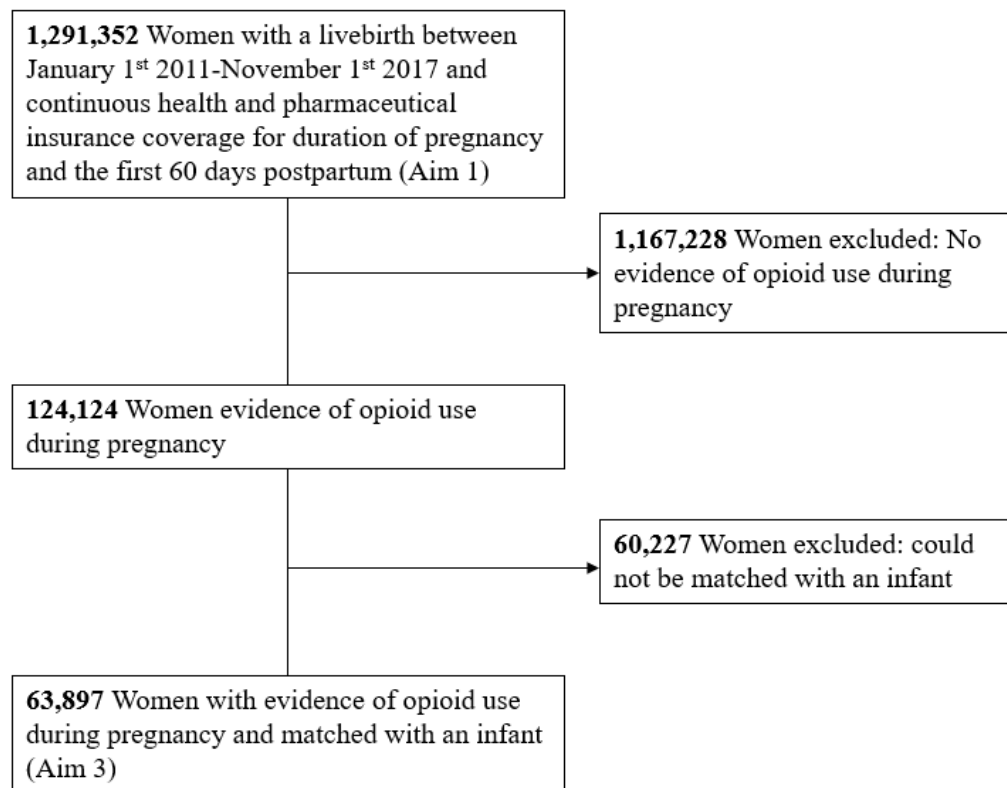 1,291,352 Women with a livebirth between
January 1st 2011-November 1st 2017 and
continuous health and pharmaceutical
insurance coverage for duration of pregnancy
and the first 60 days postpartum (Aim 1)
1,167,228 Women excluded: No
evidence of opioid use during
pregnancy
124,124 Women evidence of opioid use
during pregnancy
60,227 Women excluded: could
not be matched with an infant
63,897 Women with evidence of opioid use
during pregnancy and matched with an infant
(Aim 3)